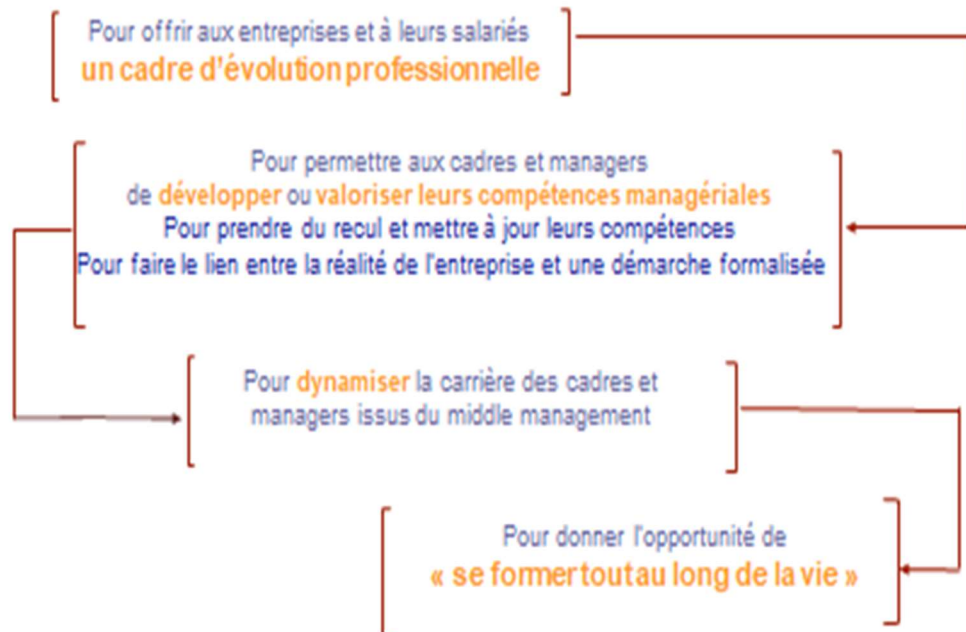 Pour offrir aux entreprises et à leurs salariés
un cadre d'évolution professionnelle
Pour permettre aux cadres et managers
de développer ou valoriser leurs compétences managériales
Pour prendre du recul et mettre à jour leurs compétences
Pour faire le lien entre la réalité de l'entreprise et une démarche formalisée
Pour dynamiser la carrière des cadres et
managers issus du middle management
Pour donner l'opportunité de
« se former tout au long de la vie »